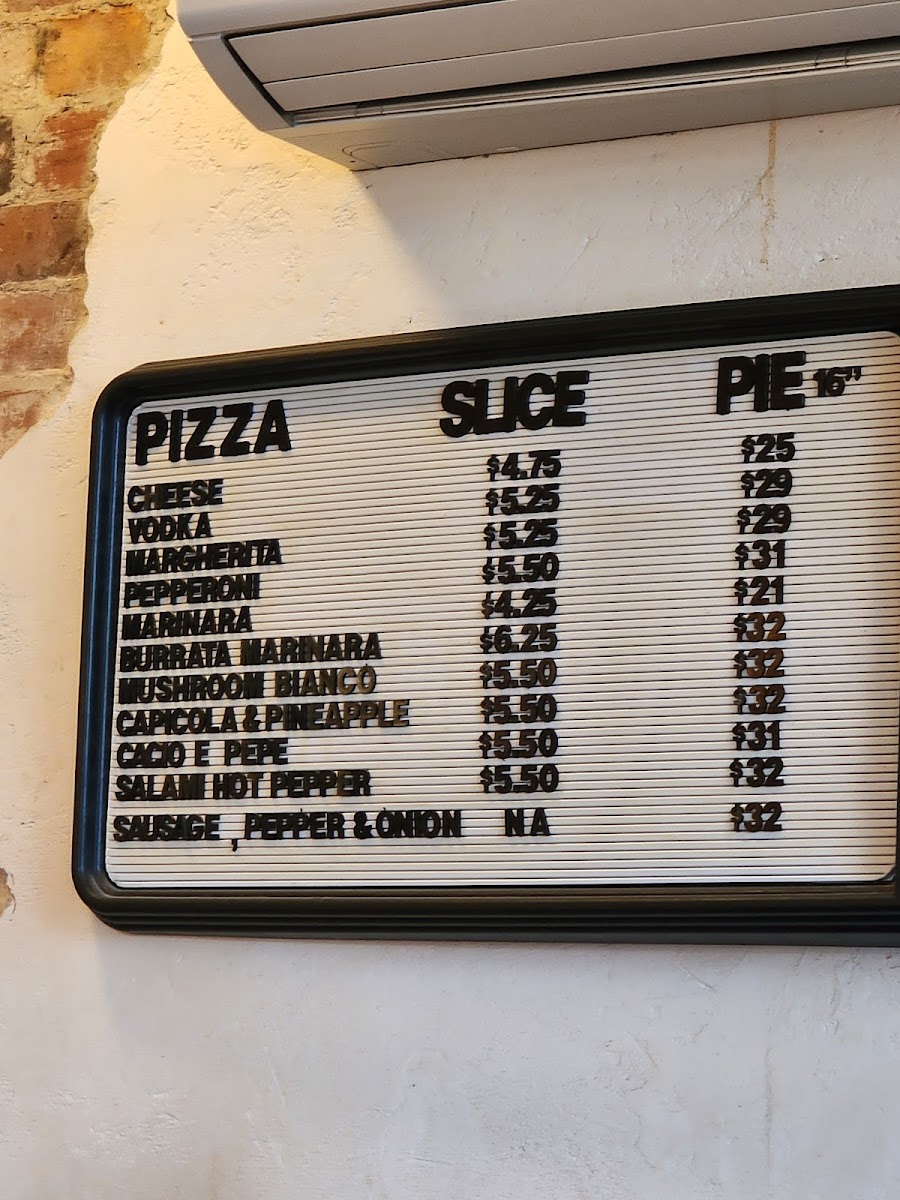 PIZZA SLICE PIE 16"
CHEESE $4.75 $25
VODKA $5.25 $29
MARGHERITA $5.25 $29
PEPPERONI $5.50 $31
MARINARA $4.25 $21
BURRATA MARINARA $6.25 $32
MUSHROOM BIANCO $5.50 $32
CAPICOLA & PINEAPPLE $5.50 $32
CACIO E PEPE $5.50 $31
SALAMI HOT PEPPER $5.50 $32
SAUSAGE , PEPPER & ONION NA $32